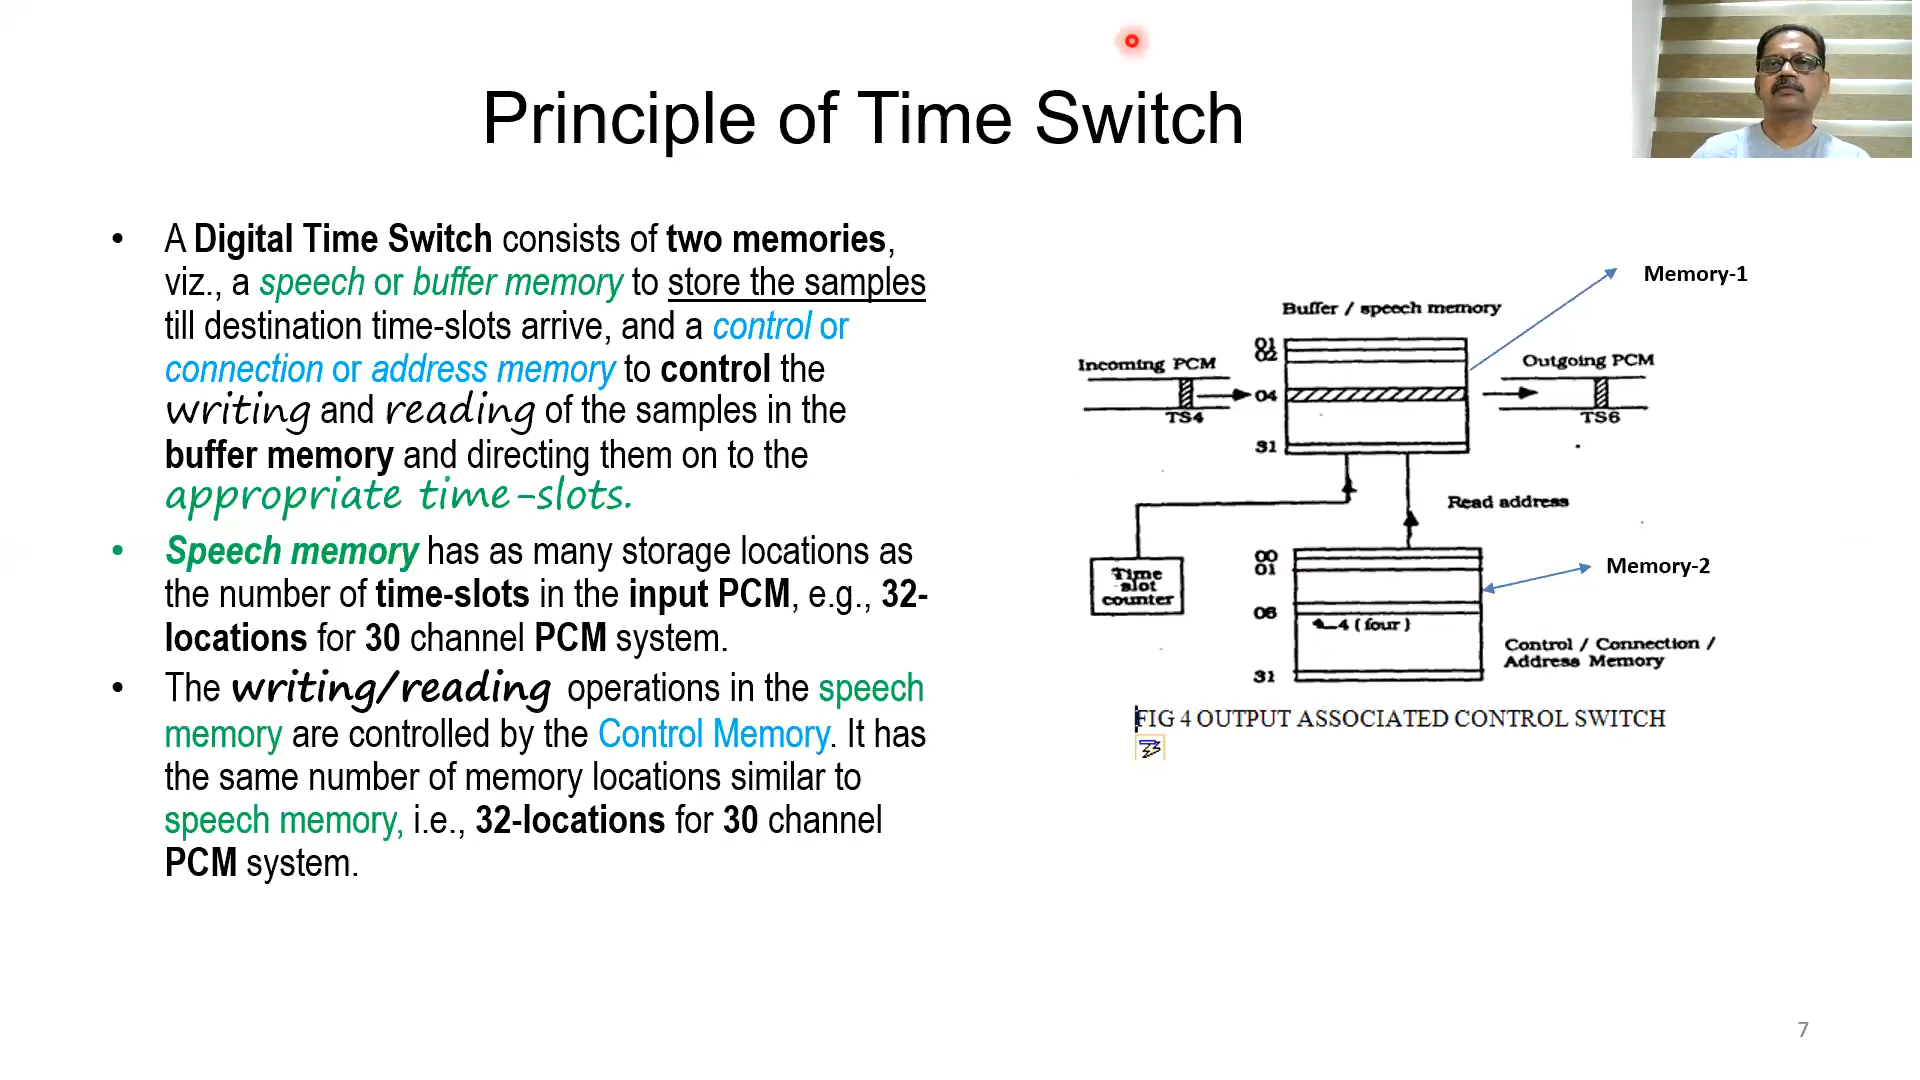 Principle of Time Switch
• A Digital Time Switch consists of two memories,
viz., a speech or buffer memory to store the samples
till destination time-slots arrive, and a control or
connection or address memory to control the
writing and reading of the samples in the
buffer memory and directing them on to the
appropriate time-slots.
• Speech memory has as many storage locations as
the number of time-slots in the input PCM, e.g., 32-
locations for 30 channel PCM system.
• The writing/reading operations in the speech
memory are controlled by the Control Memory. It has
the same number of memory locations similar to
speech memory, i.e., 32-locations for 30 channel
PCM system.
Memory-1
Buffer / speech memory
01
02
Incoming PCM
Outgoing PCM
04
TS4
TS6
31
Read address
00
01
Memory-2
Time
slot
counter
06
4 (four)
Control / Connection /
Address Memory
31
FIG 4 OUTPUT ASSOCIATED CONTROL SWITCH
7